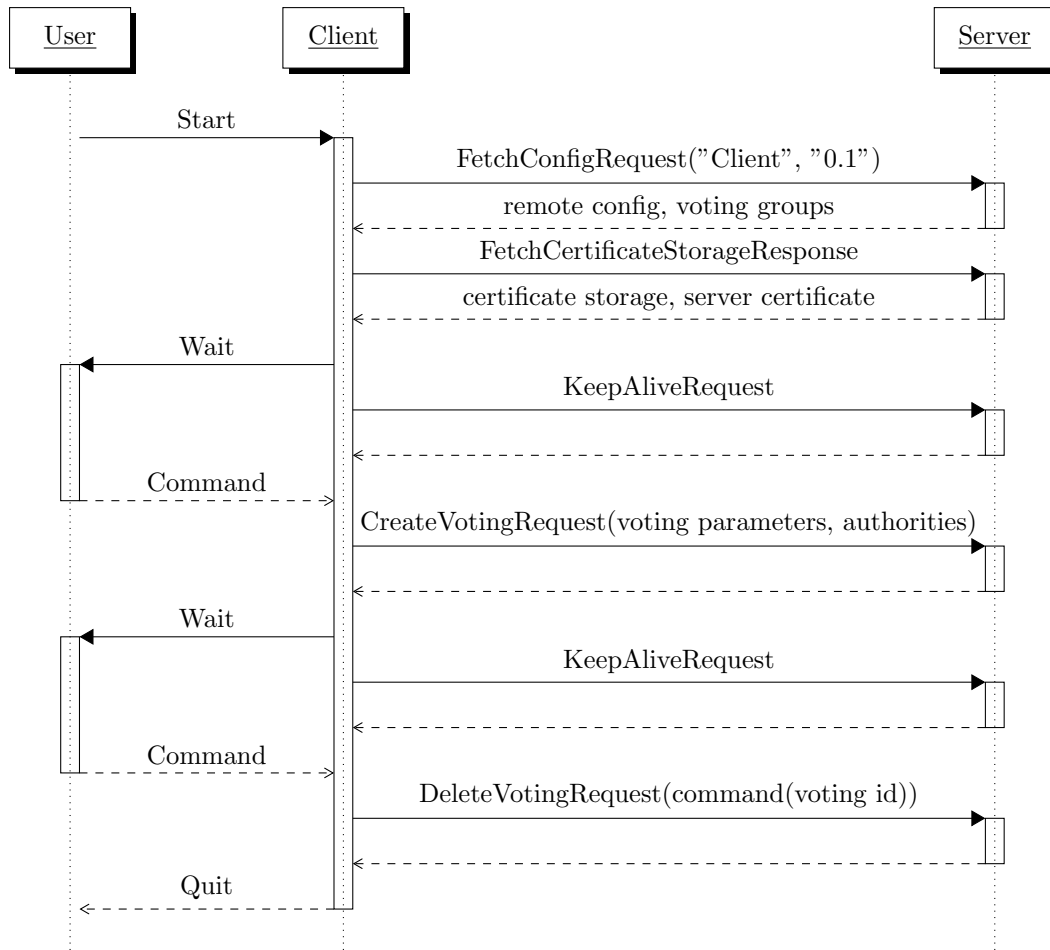 User
Client
Server
Start
FetchConfigRequest(”Client”, ”0.1”)
remote config, voting groups
FetchCertificateStorageResponse
certificate storage, server certificate
Wait
KeepAliveRequest
Command
CreateVotingRequest(voting parameters, authorities)
Wait
KeepAliveRequest
Command
DeleteVotingRequest(command(voting id))
Quit